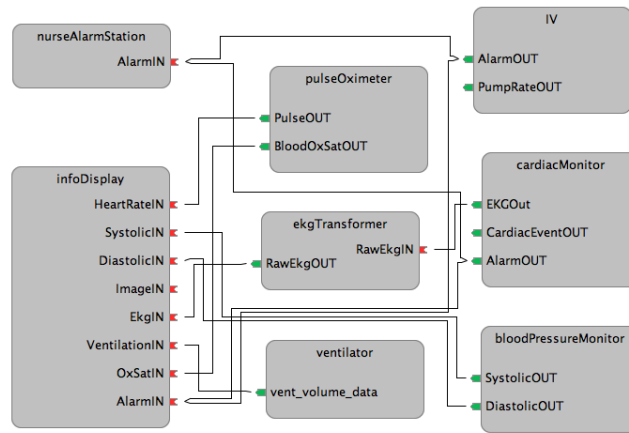 nurseAlarmStation
AlarmIN
infoDisplay
HeartRateIN
SystolicIN
DiastolicIN
ImageIN
EkgIN
VentilationIN
OxSatIN
AlarmIN
pulseOximeter
PulseOUT
BloodOxSatOUT
ekgTransformer
RawEkgIN
RawEkgOUT
ventilator
vent_volume_data
IV
AlarmOUT
PumpRateOUT
cardiacMonitor
EKGOut
CardiacEventOUT
AlarmOUT
bloodPressureMonitor
SystolicOUT
DiastolicOUT